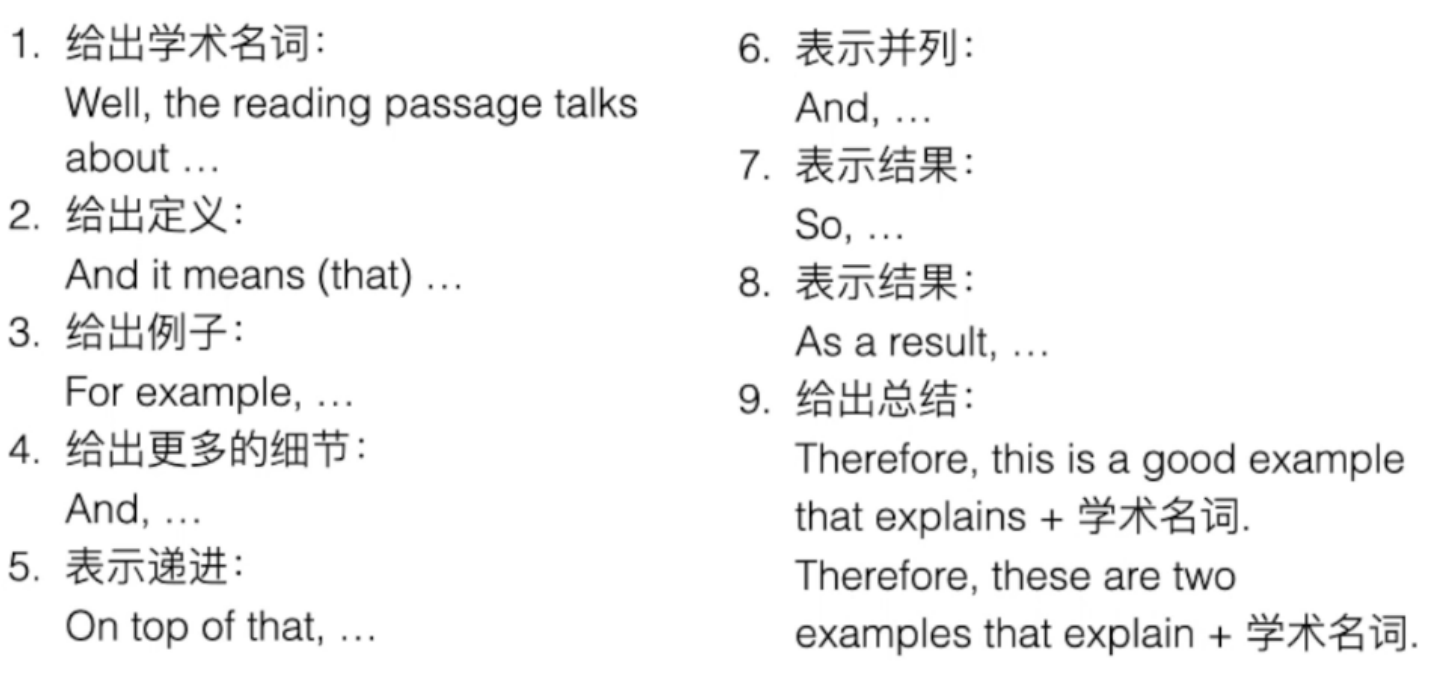 1. 给出学术名词：
Well, the reading passage talks
about …
2. 给出定义：
And it means (that) …
3. 给出例子：
For example, …
4. 给出更多的细节：
And, …
5. 表示递进：
On top of that, …
6. 表示并列：
And, …
7. 表示结果：
So, …
8. 表示结果：
As a result, …
9. 给出总结：
Therefore, this is a good example
that explains + 学术名词.
Therefore, these are two
examples that explain + 学术名词.